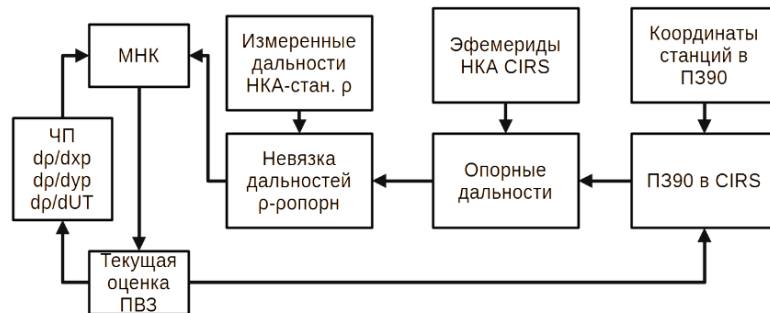 МНК
Измеренные
дальности
НКА-стан. ρ
Эфемериды
НКА CIRS
Координаты
станций в
ПЗ90
ЧП
dρ/dxp
dρ/dyp
dρ/dUT
Невязка
дальностей
ρ-ρопорн
Опорные
дальности
ПЗ90 в CIRS
Текущая
оценка
ПВЗ